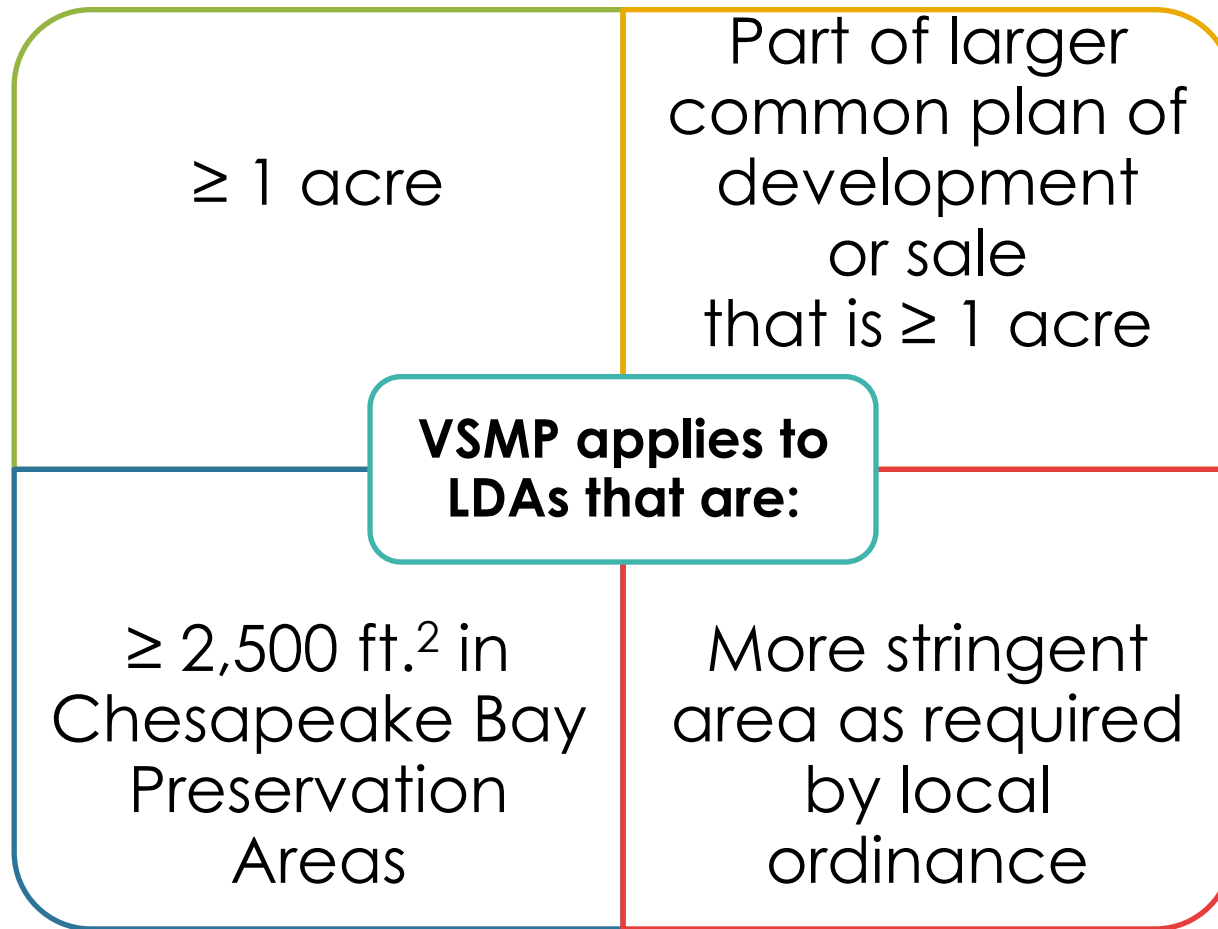 ≥ 1 acre
Part of larger
common plan of
development
or sale
that is ≥ 1 acre
VSMP applies to
LDAs that are:
≥ 2,500 ft.² in
Chesapeake Bay
Preservation
Areas
More stringent
area as required
by local
ordinance